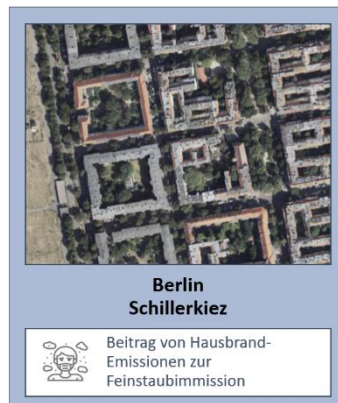 Berlin
Schillerkiez
Beitrag von Hausbrand-
Emissionen zur
Feinstaubimmission